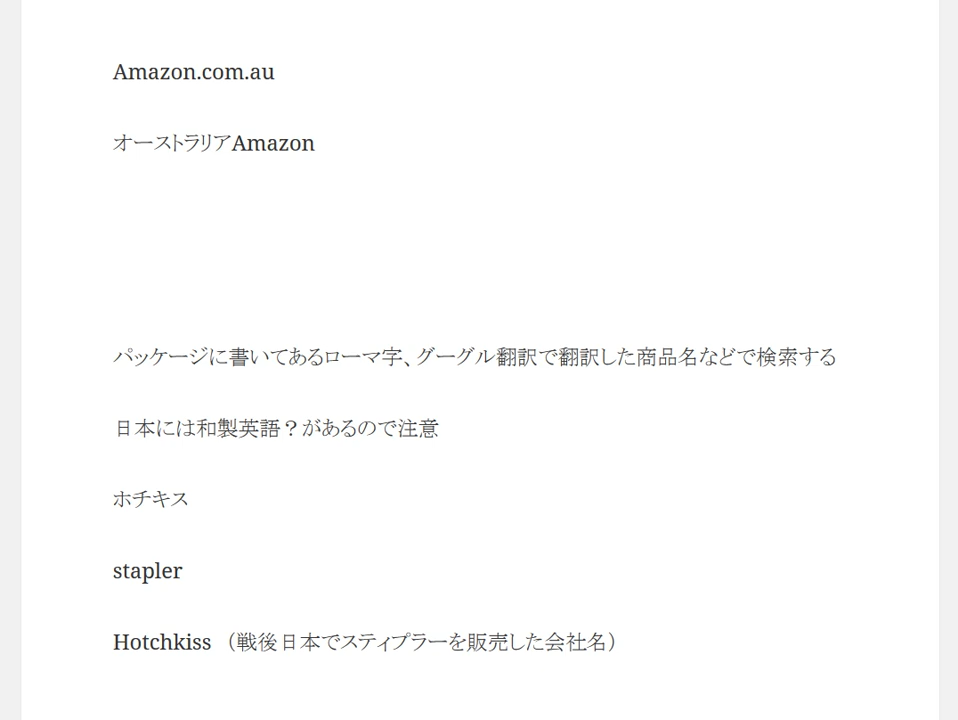 Amazon.com.au
オーストラリアAmazon
パッケージに書いてあるローマ字、グーグル翻訳で翻訳した商品名などで検索する
日本には和製英語？があるので注意
ホチキス
stapler
Hotchkiss （戦後日本でスティプラーを販売した会社名）